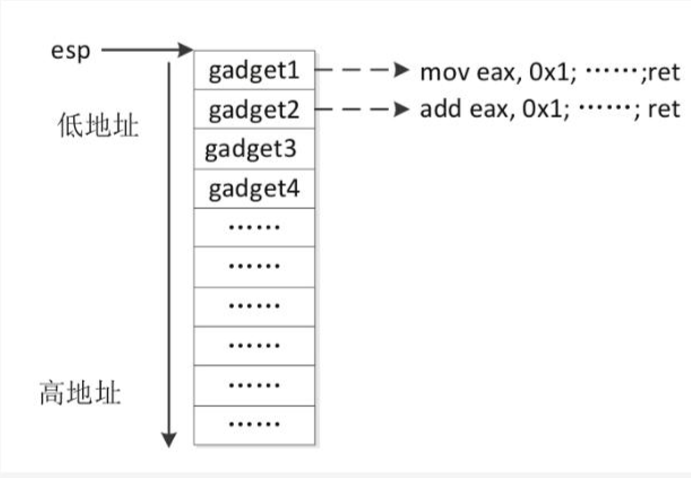 esp
gadget1 mov eax, 0x1; ……;ret
低地址
gadget2 add eax, 0x1; ……; ret
gadget3
gadget4
……
……
……
……
高地址
……
……